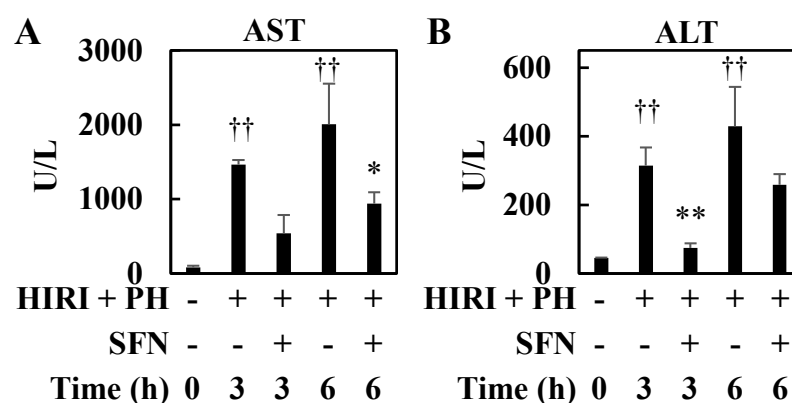 A AST
3000
2000
1000
0
U/L
††
††
*
HIRI + PH - + + + +
SFN - - + - +
Time (h) 0 3 3 6 6
B ALT
600
400
200
0
U/L
††
**
††
HIRI + PH - + + + +
SFN - - + - +
Time (h) 0 3 3 6 6